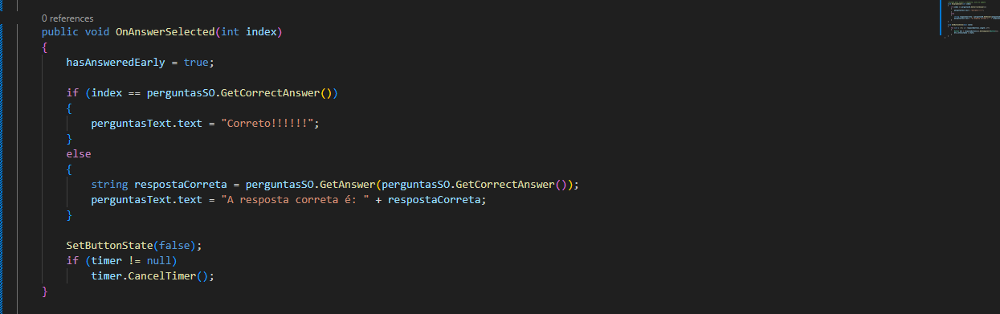 0 references
public void OnAnswerSelected(int index)
{
hasAnsweredEarly = true;
if (index == perguntasSO.GetCorrectAnswer())
{
perguntasText.text = "Correto!!!!!!";
}
else
{
string respostaCorreta = perguntasSO.GetAnswer(perguntasSO.GetCorrectAnswer());
perguntasText.text = "A resposta correta é: " + respostaCorreta;
}
SetButtonState(false);
if (timer != null)
timer.CancelTimer();
}